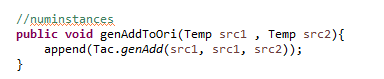 //numinstances
public void genAddToOri(Temp src1 , Temp src2){
    append(Tac.genAdd(src1, src1, src2));
}